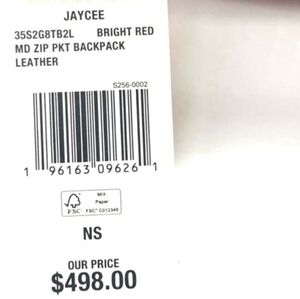 JAYCEE
35S2G8TB2L BRIGHT RED
MD ZIP PKT BACKPACK
LEATHER
S256-0002
1 96163 09626 1
FSC
MIX
Paper
FSC® C012345
NS
OUR PRICE
$498.00